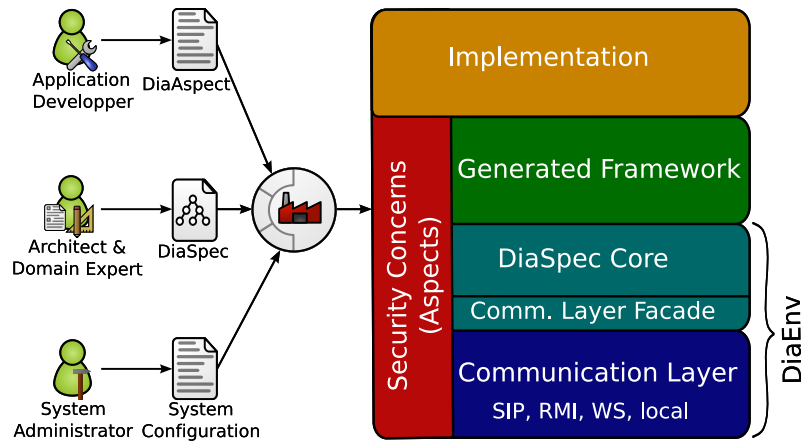 Application
Developper
DiaAspect
Architect &
Domain Expert
DiaSpec
System
Administrator
System
Configuration
Implementation
Security Concerns
(Aspects)
Generated Framework
DiaSpec Core
Comm. Layer Facade
Communication Layer
SIP, RMI, WS, local
DiaEnv